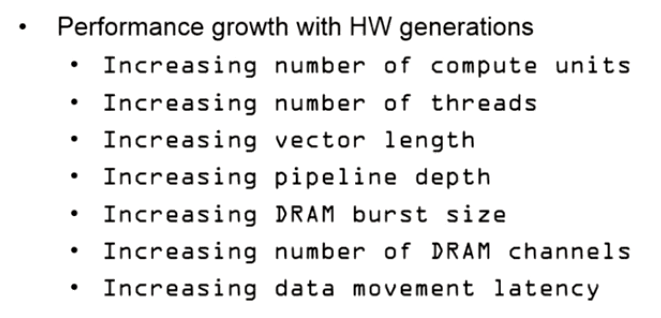 • Performance growth with HW generations
• Increasing number of compute units
• Increasing number of threads
• Increasing vector length
• Increasing pipeline depth
• Increasing DRAM burst size
• Increasing number of DRAM channels
• Increasing data movement latency